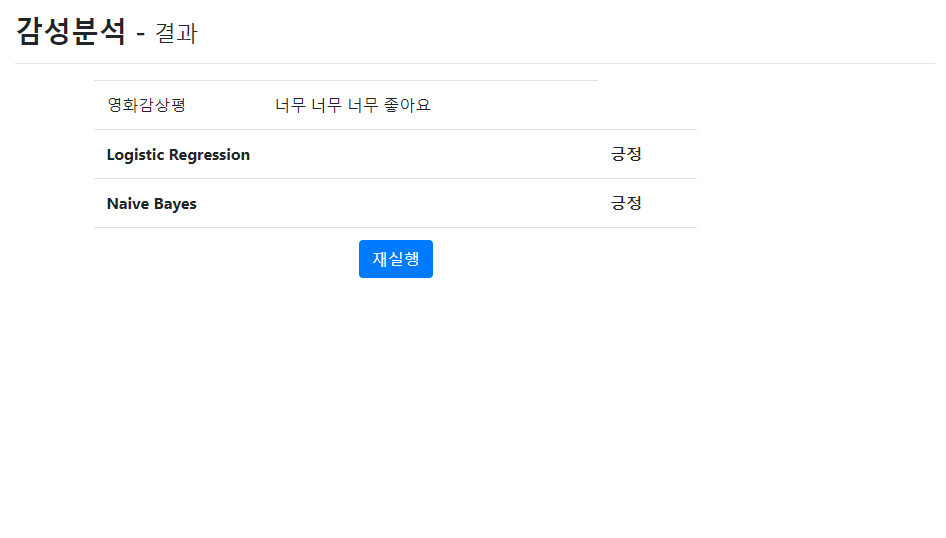 감성분석 - 결과
영화감상평 너무 너무 너무 좋아요
Logistic Regression 긍정
Naive Bayes 긍정
재실행